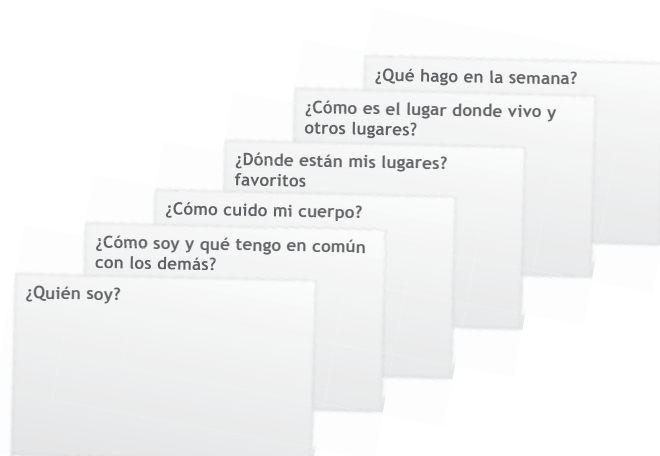 ¿Qué hago en la semana?
¿Cómo es el lugar donde vivo y
otros lugares?
¿Dónde están mis lugares?
favoritos
¿Cómo cuido mi cuerpo?
¿Cómo soy y qué tengo en común
con los demás?
¿Quién soy?